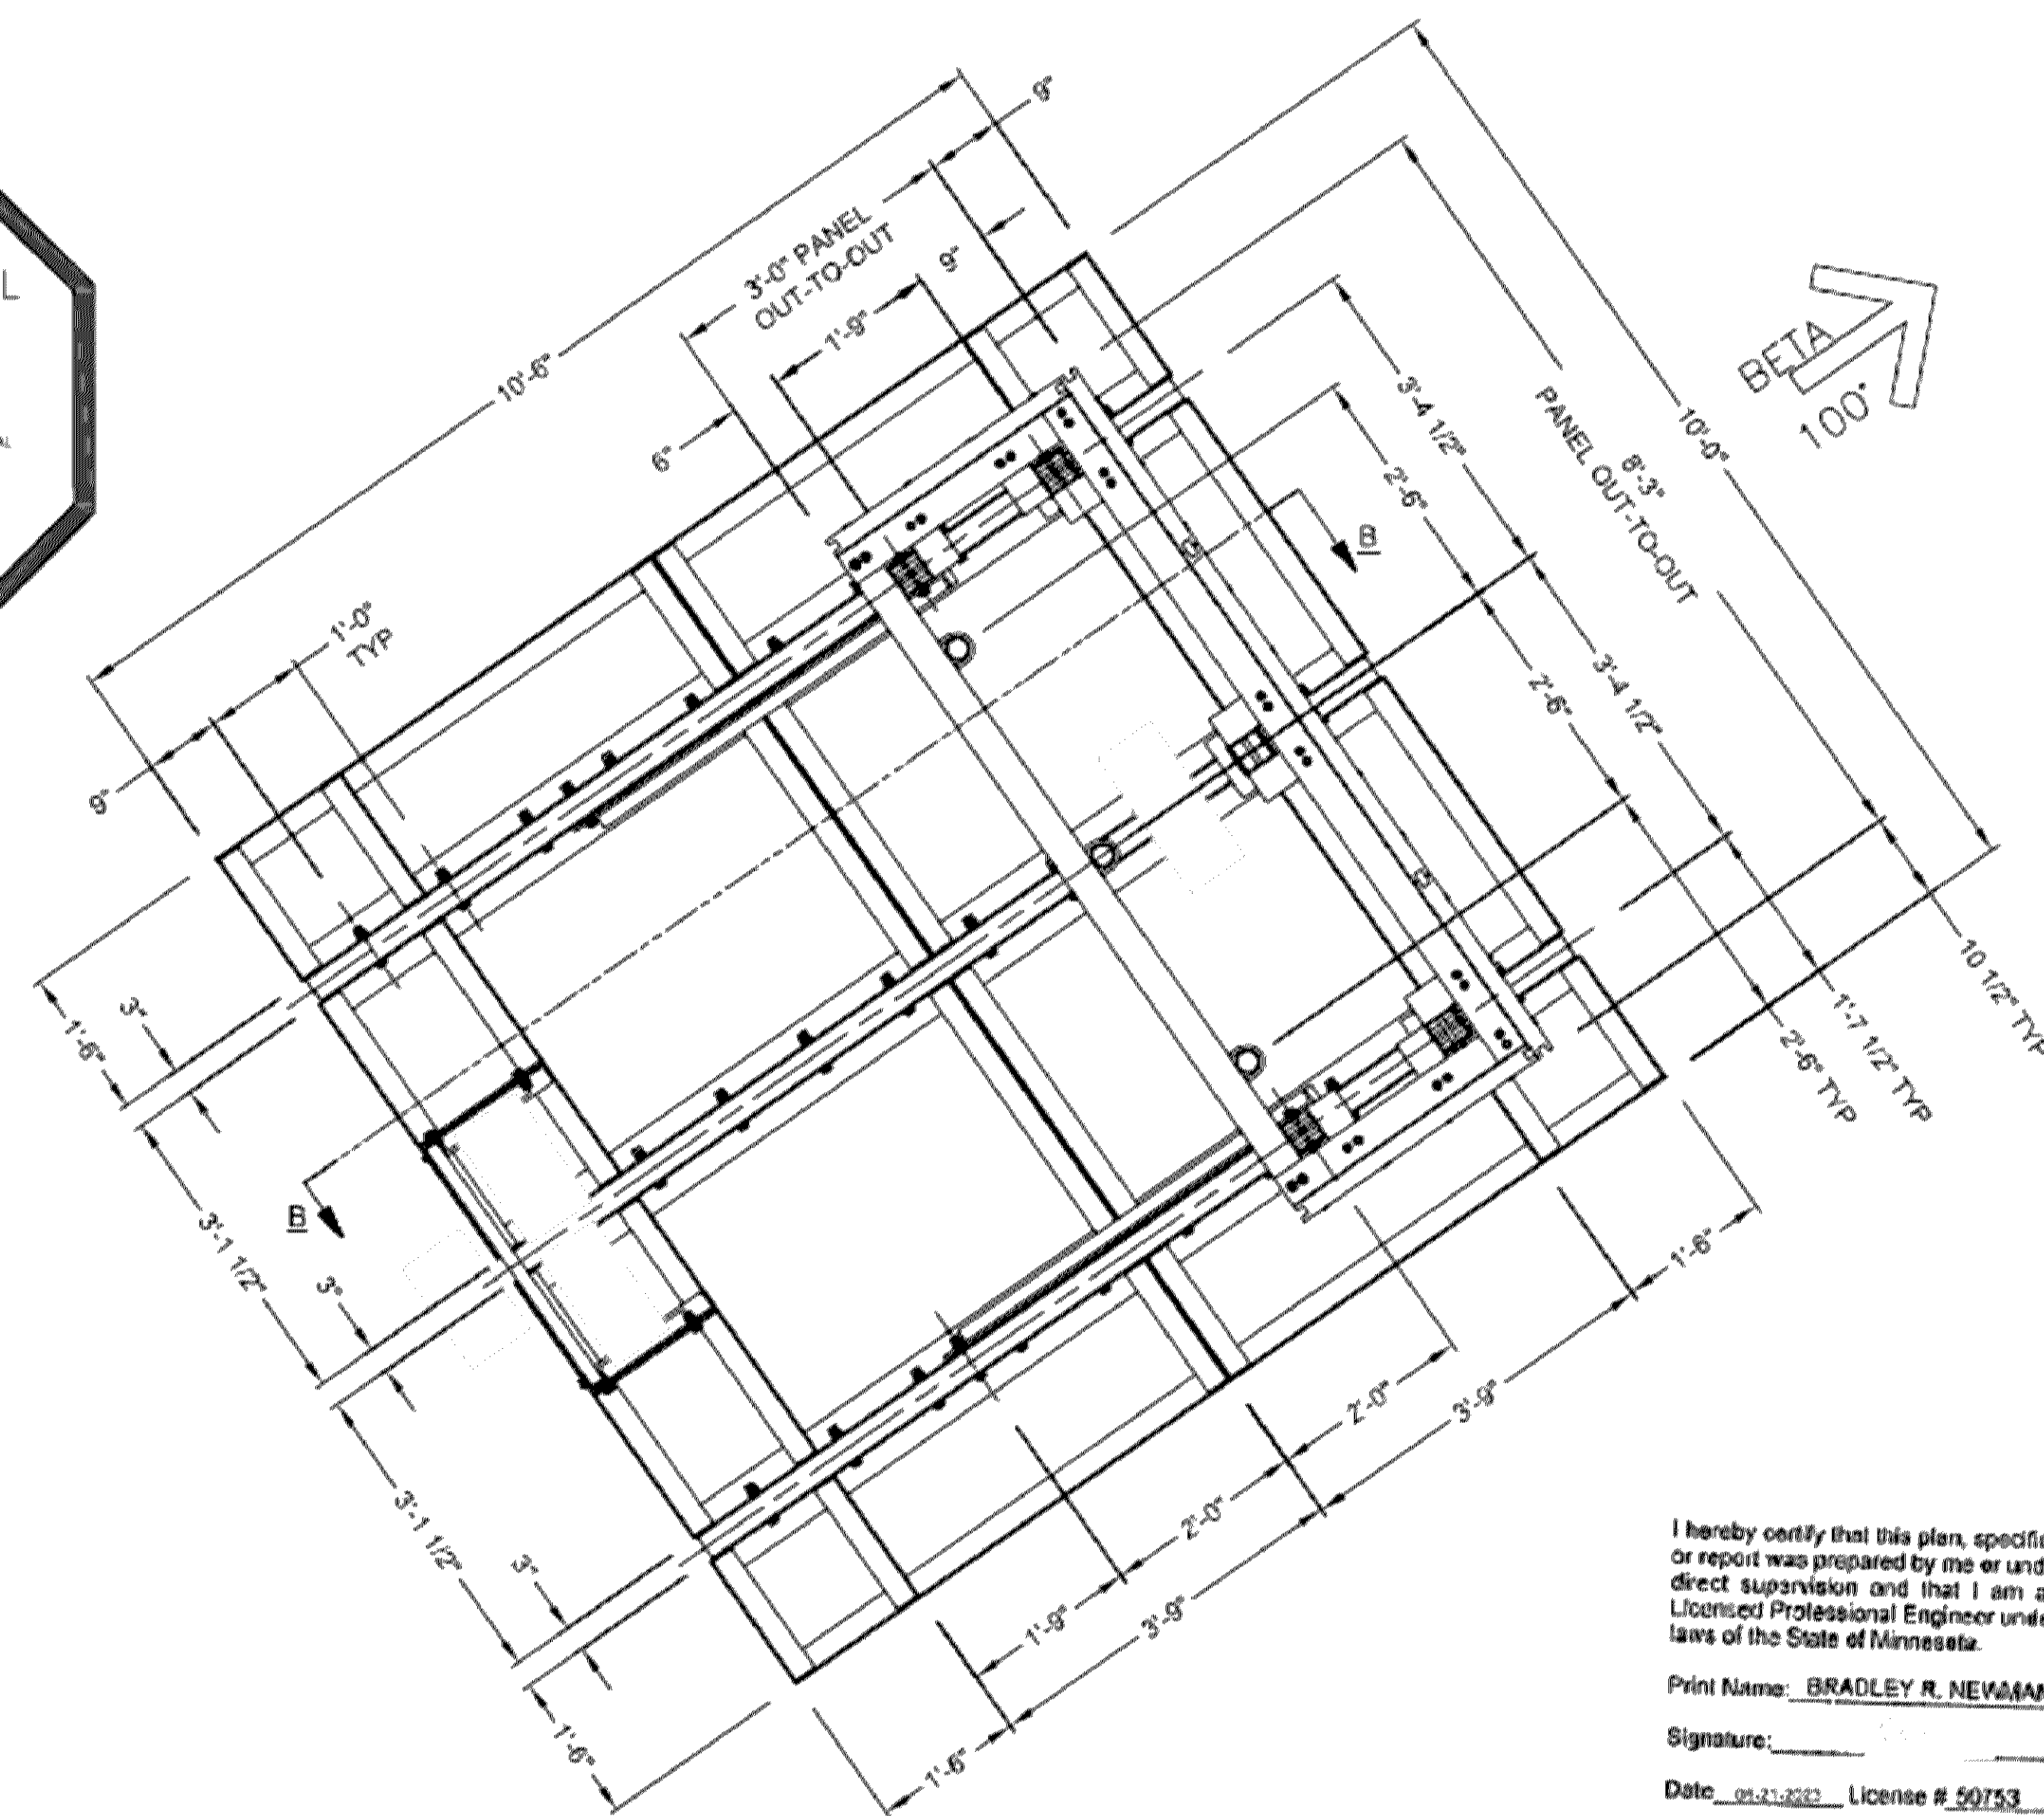 L
9"
3'-0" PANEL
OUT-TO-OUT
9"
1'-9"
10'-6"
6"
BETA
100°
3'-4 1/2"
10'-0"
8'-3"
PANEL OUT-TO-OUT
2'-6"
B
1'-0"
TYP
3'-4 1/2"
2'-6"
9"
10 1/2" TYP
1'-7 1/2" TYP
2'-6" TYP
3"
1'-6"
B
3'-1 1/2"
3"
1'-6"
2'-0"
3'-9"
3'-1 1/2"
2'-0"
3"
1'-9"
3'-9"
1'-6"
1'-6"
I hereby certify that this plan, specific
or report was prepared by me or und
direct supervision and that I am a
Licensed Professional Engineer unde
laws of the State of Minnesota.
Print Name: BRADLEY R. NEWMAN
Signature:
Date License # 50753